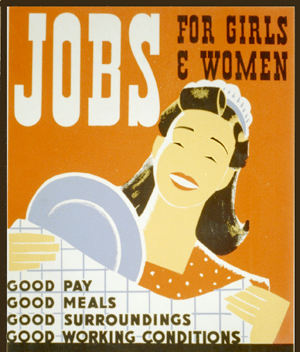 JOBS
FOR GIRLS
& WOMEN
GOOD PAY
GOOD MEALS
GOOD SURROUNDINGS
GOOD WORKING CONDITIONS